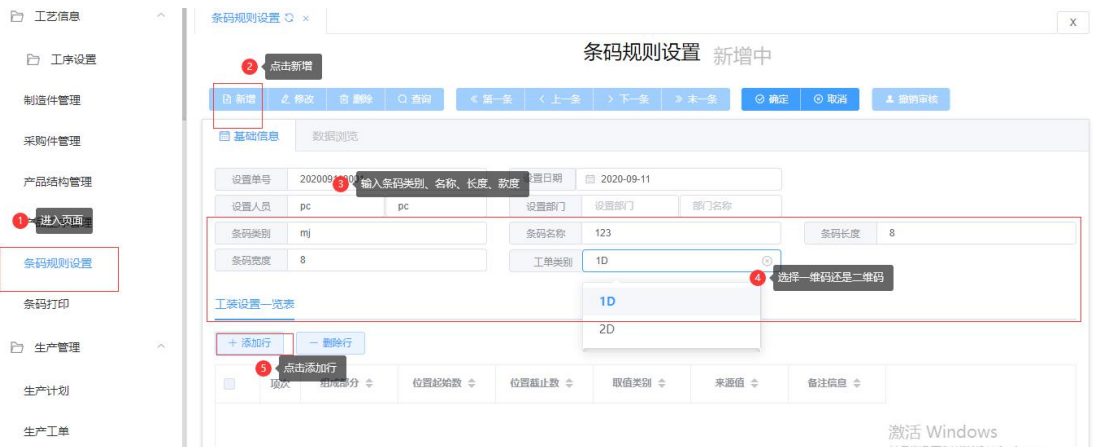 工艺信息
工序设置
制造件管理
采购件管理
产品结构管理
1 进入页面
条码规则设置
条码打印
生产管理
生产计划
生产工单
条码规则设置 ×
X
条码规则设置 新增中
2 点击新增
新增 修改 删除 查询 第一条 上一条 下一条 末一条 确定 取消 撤销审核
基础信息 数据浏览
设置单号 设置日期 2020-09-11
3 输入条码类别、名称、长度、款度
设置人员 pc pc 设置部门 设置部门 部门名称
条码类别 mj 条码名称 123 条码长度 8
条码宽度 8 工单类别 1D
4 选择一维码还是二维码
1D
2D
工装设置一览表
+ 添加行 — 删除行
5 点击添加行
项次 组成部分 位置起始数 位置截止数 取值类别 来源值 备注信息
激活 Windows